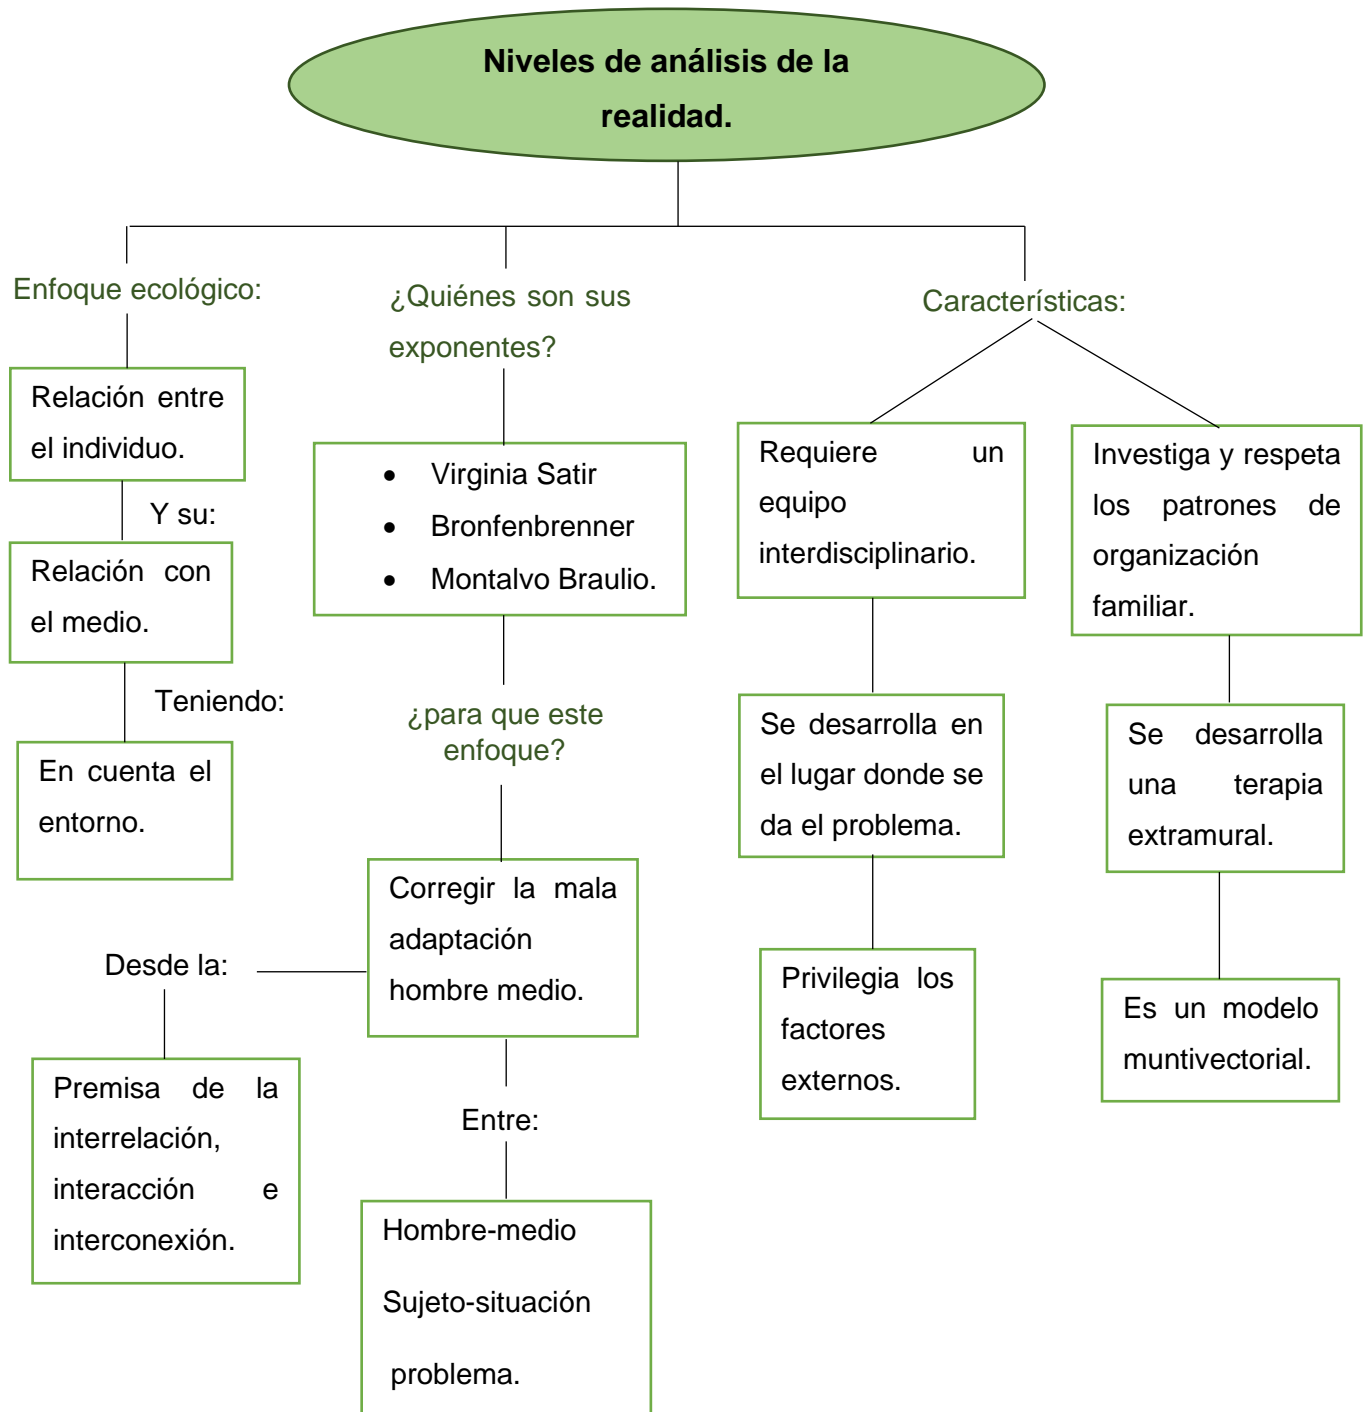 Niveles de análisis de la
realidad.
Enfoque ecológico:
Relación entre
el individuo.
Y su:
Relación con
el medio.
Teniendo:
En cuenta el
entorno.
¿Quiénes son sus
exponentes?
• Virginia Satir
• Bronfenbrenner
• Montalvo Braulio.
¿para que este
enfoque?
Corregir la mala
adaptación
hombre medio.
Desde la:
Premisa de la
interrelación,
interacción e
interconexión.
Entre:
Hombre-medio
Sujeto-situación
problema.
Características:
Requiere un
equipo
interdisciplinario.
Se desarrolla en
el lugar donde se
da el problema.
Privilegia los
factores
externos.
Investiga y respeta
los patrones de
organización
familiar.
Se desarrolla
una terapia
extramural.
Es un modelo
muntivectorial.